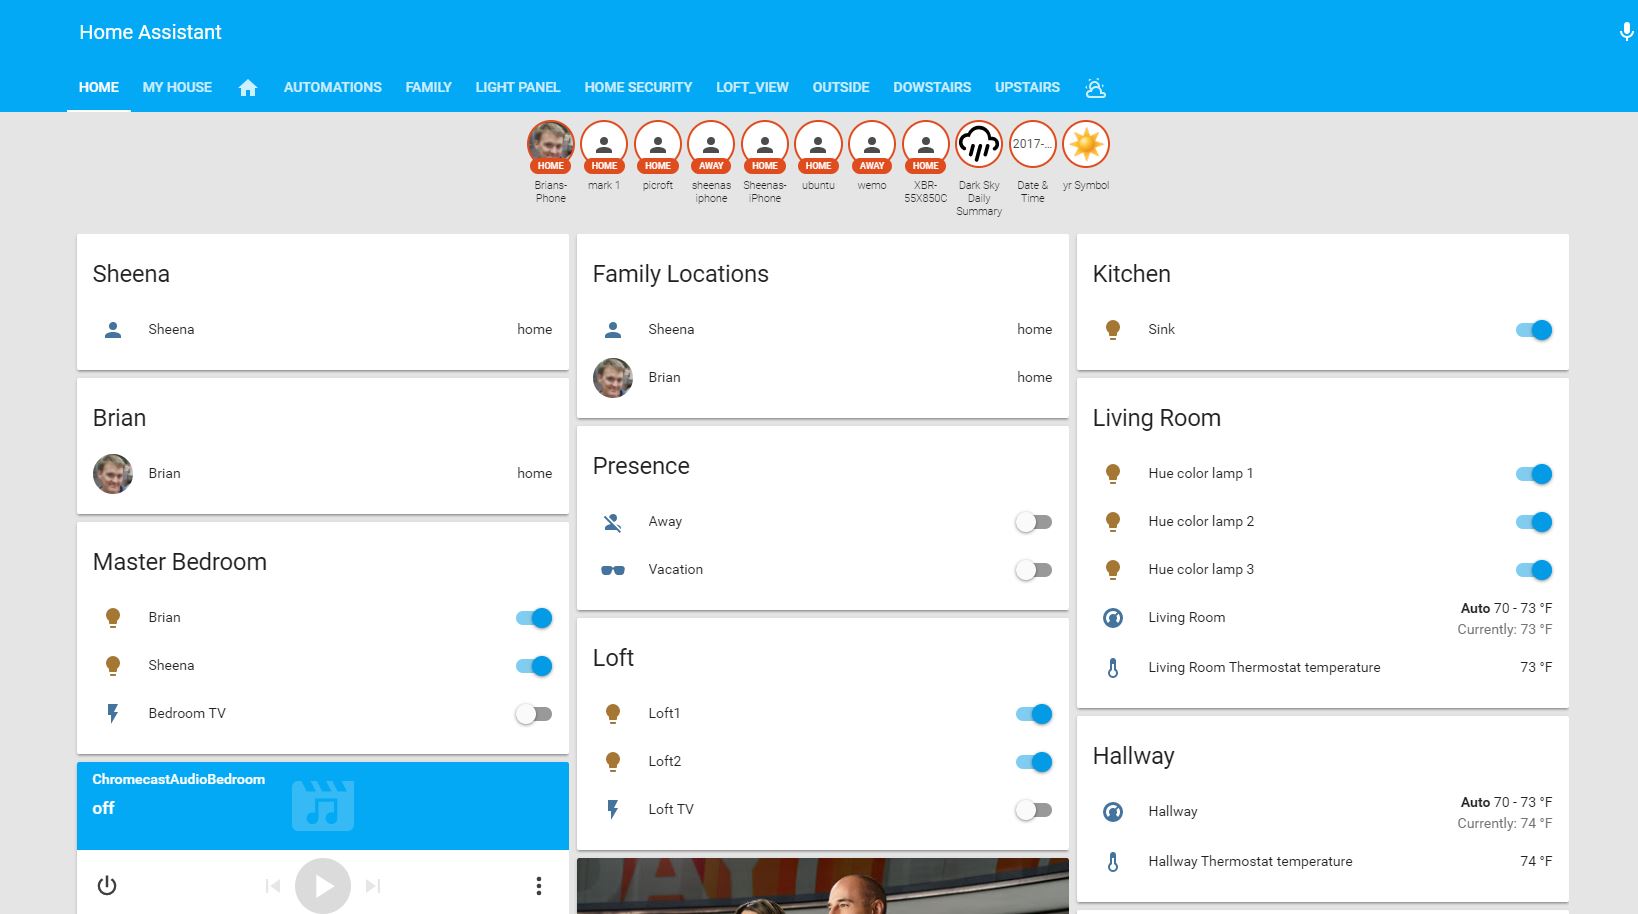 Home Assistant
HOME MY HOUSE AUTOMATIONS FAMILY LIGHT PANEL HOME SECURITY LOFT_VIEW OUTSIDE DOWSTAIRS UPSTAIRS
2017-...
HOME HOME HOME AWAY HOME HOME AWAY HOME
Brians-Phone
mark 1
picroft
sheenas iphone
Sheenas-iPhone
ubuntu
wemo
XBR-55X850C
Dark Sky Daily Summary
Date & Time
yr Symbol
Sheena
Sheena home
Brian
Brian home
Master Bedroom
Brian
Sheena
Bedroom TV
ChromecastAudioBedroom
off
Family Locations
Sheena home
Brian home
Presence
Away
Vacation
Loft
Loft1
Loft2
Loft TV
Kitchen
Sink
Living Room
Hue color lamp 1
Hue color lamp 2
Hue color lamp 3
Living Room Auto 70 - 73 °F
Currently: 73 °F
Living Room Thermostat temperature 73 °F
Hallway
Hallway Auto 70 - 73 °F
Currently: 74 °F
Hallway Thermostat temperature 74 °F